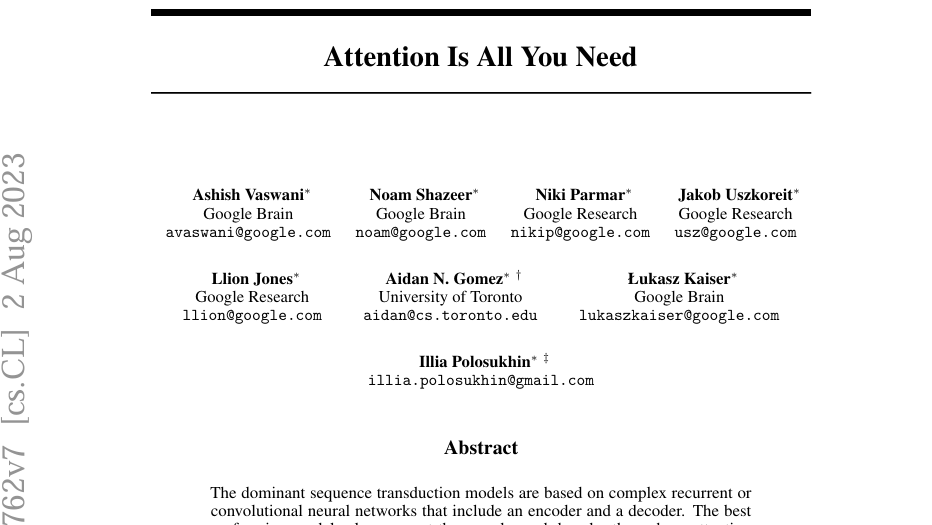 Attention Is All You Need
Ashish Vaswani* Noam Shazeer* Niki Parmar* Jakob Uszkoreit*
Google Brain Google Brain Google Research Google Research
avaswani@google.com noam@google.com nikip@google.com usz@google.com
Llion Jones* Aidan N. Gomez* † Łukasz Kaiser*
Google Research University of Toronto Google Brain
llion@google.com aidan@cs.toronto.edu lukaszkaiser@google.com
Illia Polosukhin* ‡
illia.polosukhin@gmail.com
Abstract
The dominant sequence transduction models are based on complex recurrent or
convolutional neural networks that include an encoder and a decoder. The best
762v7 [cs.CL] 2 Aug 2023